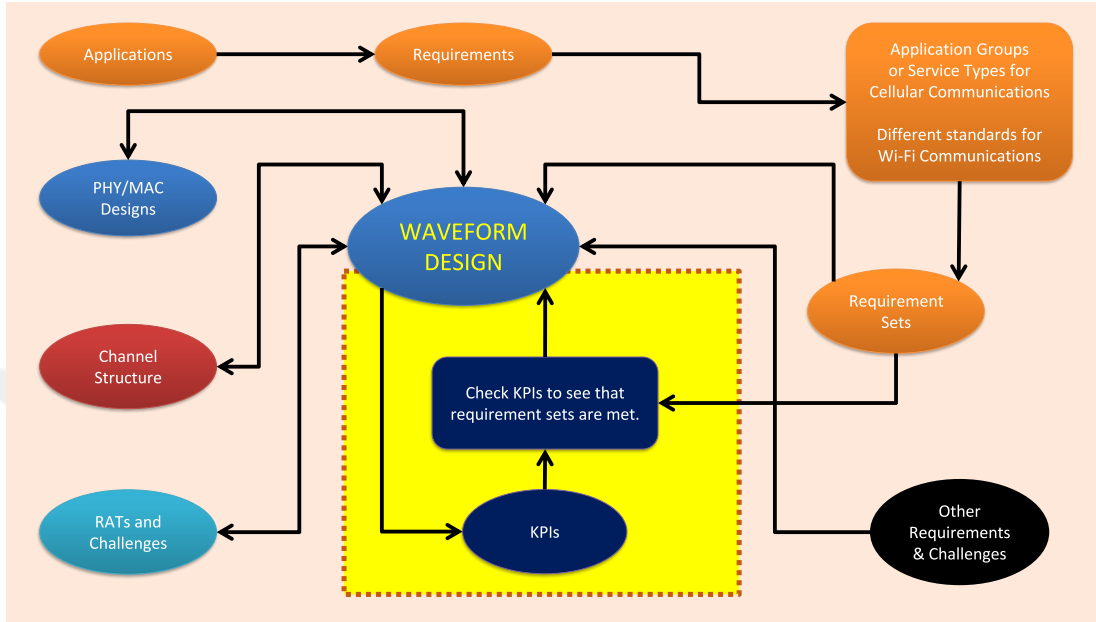 Applications
Requirements
Application Groups
or Service Types for
Cellular Communications
Different standards for
Wi-Fi Communications
PHY/MAC
Designs
WAVEFORM
DESIGN
Requirement
Sets
Channel
Structure
Check KPIs to see that
requirement sets are met.
RATs and
Challenges
KPIs
Other
Requirements
& Challenges